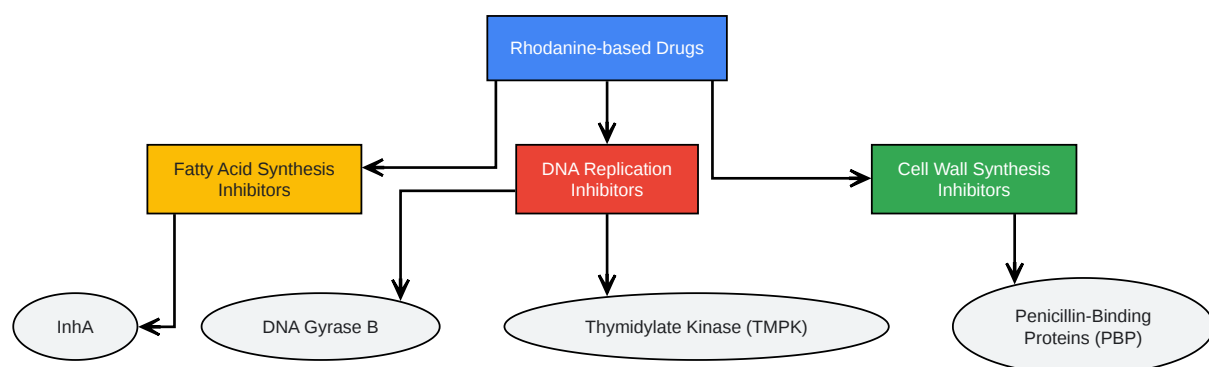 Rhodanine-based Drugs
Fatty Acid Synthesis
Inhibitors
DNA Replication
Inhibitors
Cell Wall Synthesis
Inhibitors
InhA
DNA Gyrase B
Thymidylate Kinase (TMPK)
Penicillin-Binding
Proteins (PBP)